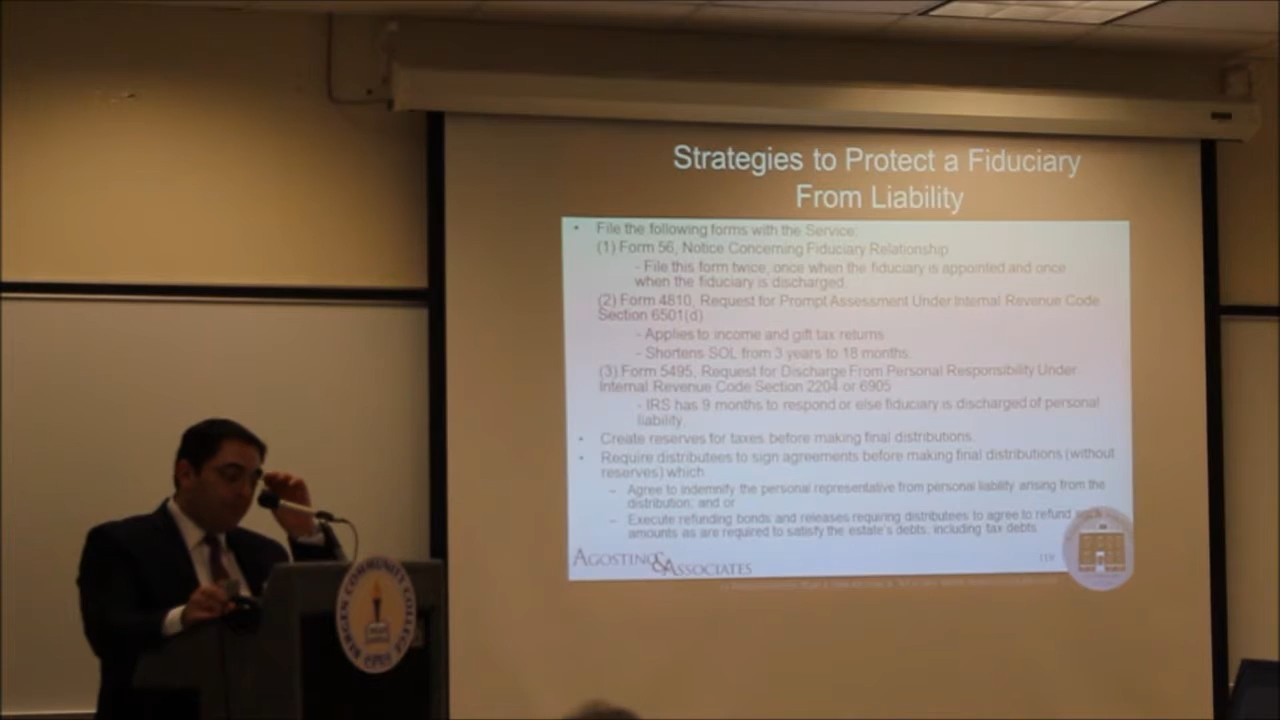 Strategies to Protect a Fiduciary
From Liability
• File the following forms with the Service:
(1) Form 56, Notice Concerning Fiduciary Relationship
- File this form twice, once when the fiduciary is appointed and once
when the fiduciary is discharged.
(2) Form 4810, Request for Prompt Assessment Under Internal Revenue Code
Section 6501(d)
- Applies to income and gift tax returns
- Shortens SOL from 3 years to 18 months.
(3) Form 5495, Request for Discharge From Personal Responsibility Under
Internal Revenue Code Section 2204 or 6905
- IRS has 9 months to respond or else fiduciary is discharged of personal
liability.
• Create reserves for taxes before making final distributions.
• Require distributees to sign agreements before making final distributions (without
reserves) which
– Agree to indemnify the personal representative from personal liability arising from the
distribution; and or
– Execute refunding bonds and releases requiring distributees to agree to refund
amounts as are required to satisfy the estate's debts, including tax debts
AGOSTINO & ASSOCIATES
BERGEN COMMUNITY COLLEGE